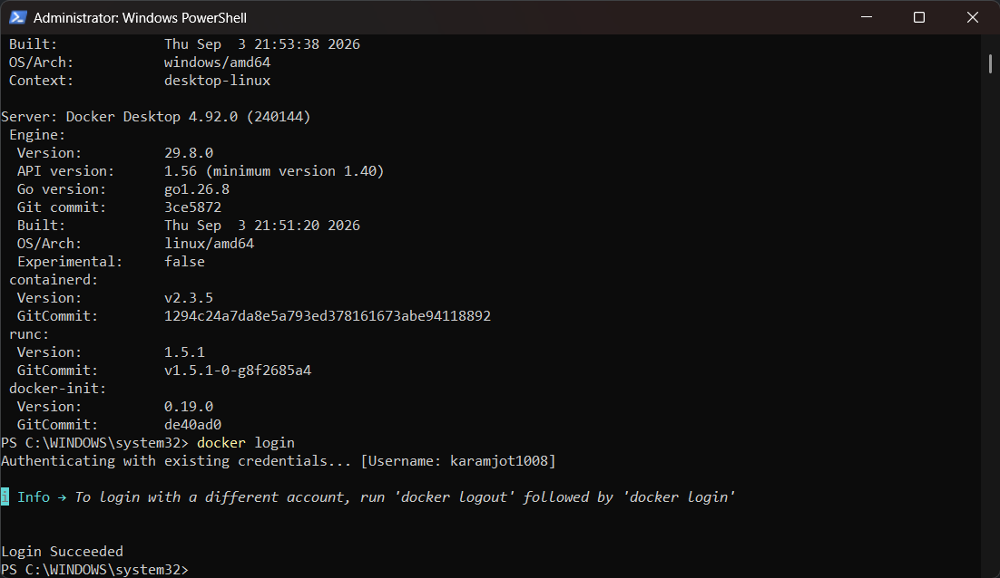 Administrator: Windows PowerShell
Built: Thu Sep  3 21:53:38 2026
OS/Arch: windows/amd64
Context: desktop-linux
Server: Docker Desktop 4.92.0 (240144)
Engine:
Version: 29.8.0
API version: 1.56 (minimum version 1.40)
Go version: go1.26.8
Git commit: 3ce5872
Built: Thu Sep  3 21:51:20 2026
OS/Arch: linux/amd64
Experimental: false
containerd:
Version: v2.3.5
GitCommit: 1294c24a7da8e5a793ed378161673abe94118892
runc:
Version: 1.5.1
GitCommit: v1.5.1-0-g8f2685a4
docker-init:
Version: 0.19.0
GitCommit: de40ad0
PS C:\WINDOWS\system32> docker login
Authenticating with existing credentials... [Username: karamjot1008]
i Info → To login with a different account, run 'docker logout' followed by 'docker login'
Login Succeeded
PS C:\WINDOWS\system32>